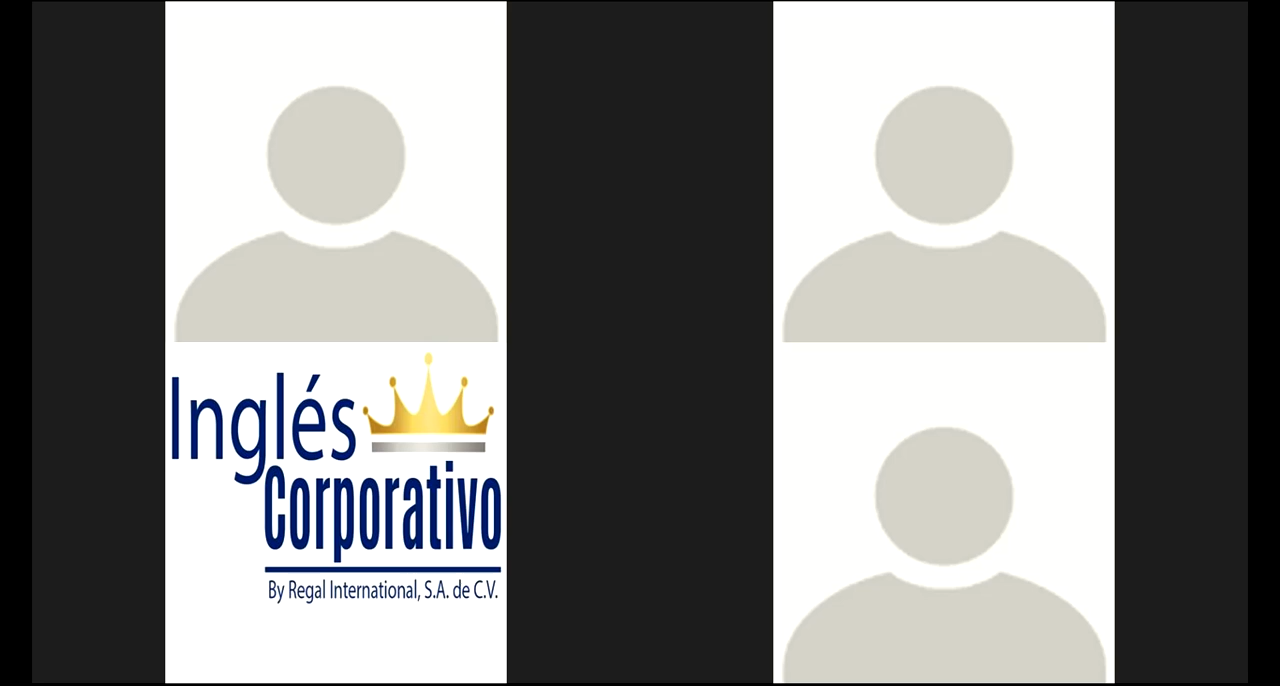 Inglés
Corporativo
By Regal International, S.A. de C.V.